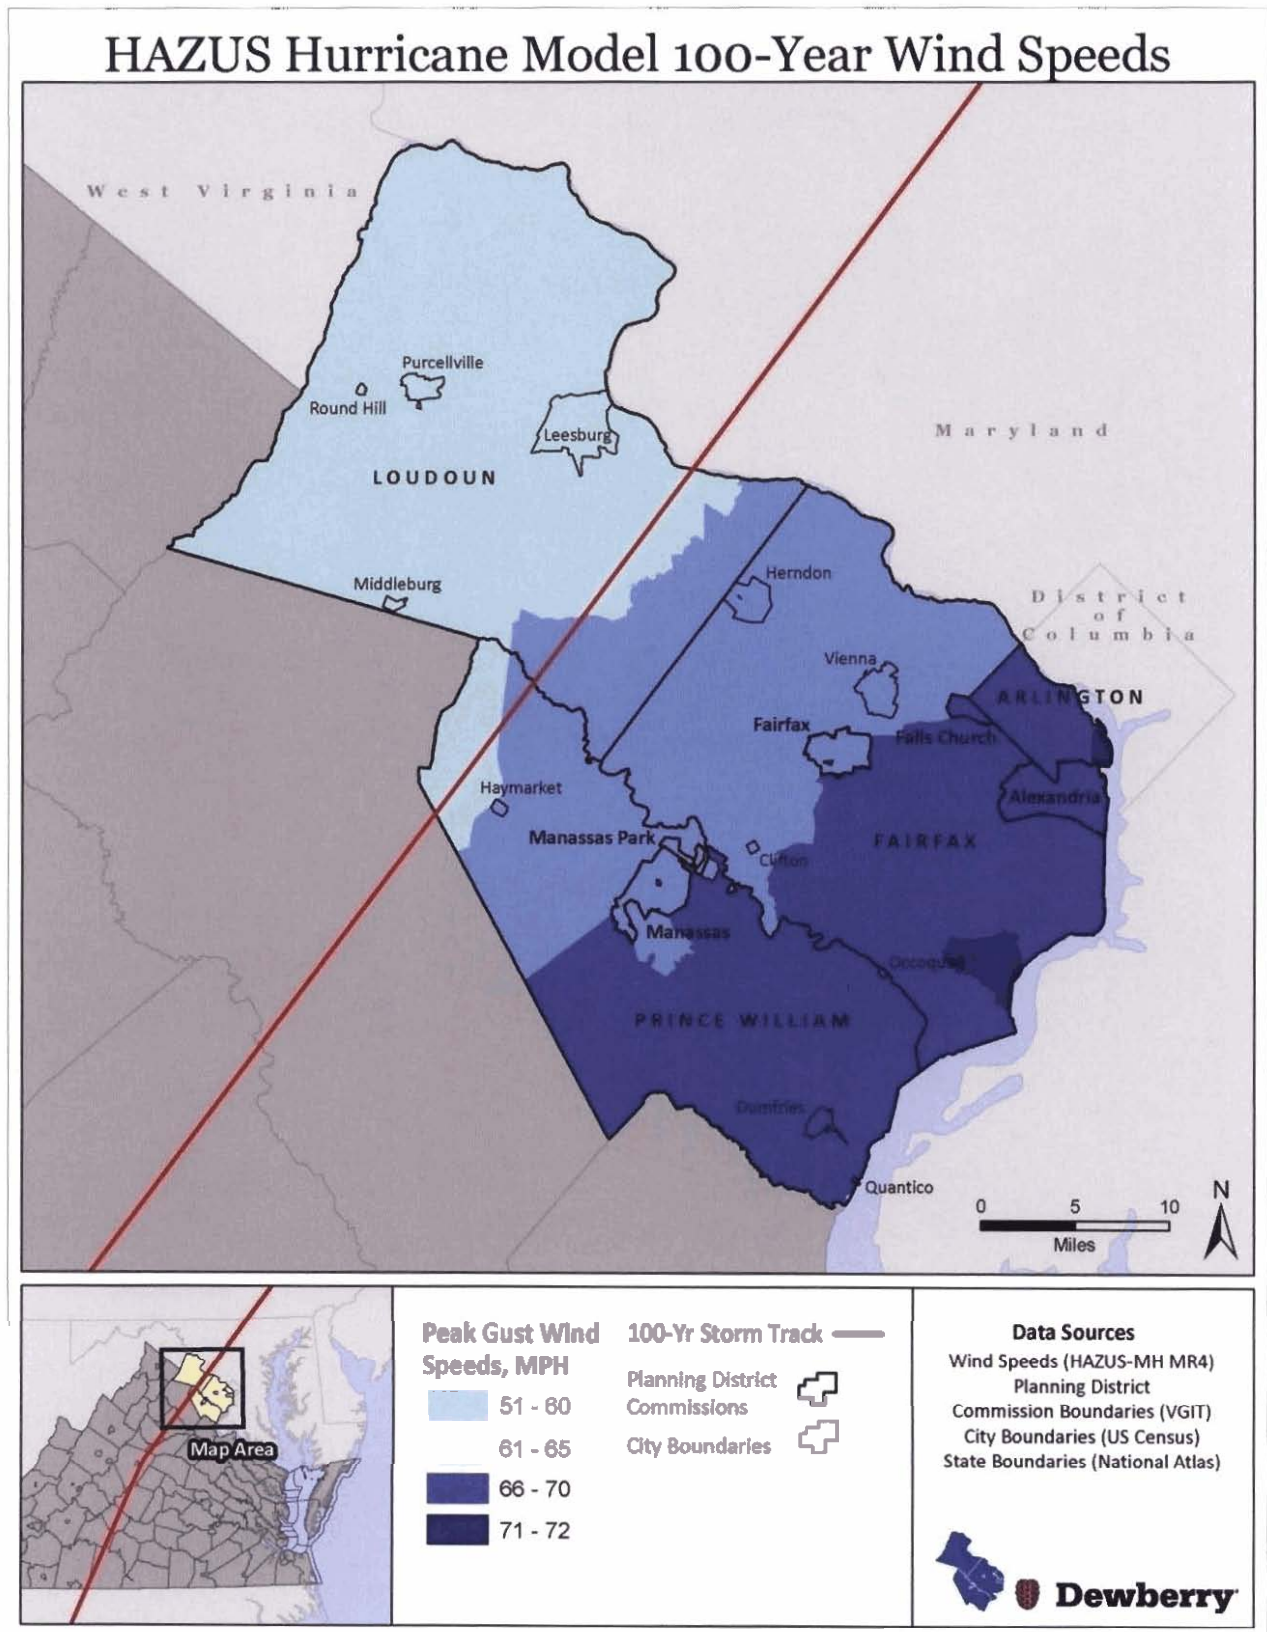 HAZUS Hurricane Model 100-Year Wind Speeds
West Virginia
Purcellville
Round Hill
Leesburg
Maryland
LOUDOUN
Middleburg
Herndon
District
of
Columbia
Vienna
ARLINGTON
Fairfax
Falls Church
Haymarket
Alexandria
Manassas Park
FAIRFAX
Clifton
Manassas
Occoquan
PRINCE WILLIAM
Dumfries
Quantico
0 5 10
Miles
N
Map Area
Peak Gust Wind
Speeds, MPH
51 - 60
61 - 65
66 - 70
71 - 72
100-Yr Storm Track
Planning District
Commissions
City Boundaries
Data Sources
Wind Speeds (HAZUS-MH MR4)
Planning District
Commission Boundaries (VGIT)
City Boundaries (US Census)
State Boundaries (National Atlas)
Dewberry